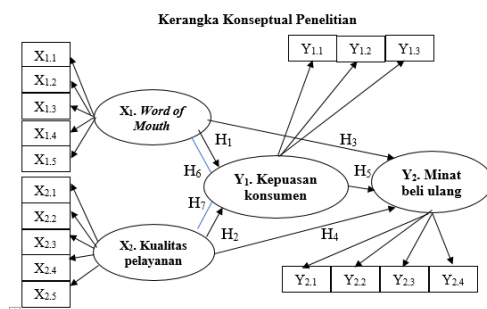 Kerangka Konseptual Penelitian
X1.1
X1.2
X1.3
X1.4
X1.5
X2.1
X2.2
X2.3
X2.4
X2.5
X1. Word of
Mouth
X2. Kualitas
pelayanan
H1
H6
H7
H2
Y1. Kepuasan
konsumen
Y1.1 Y1.2 Y1.3
H3
H5
H4
Y2. Minat
beli ulang
Y2.1 Y2.2 Y2.3 Y2.4